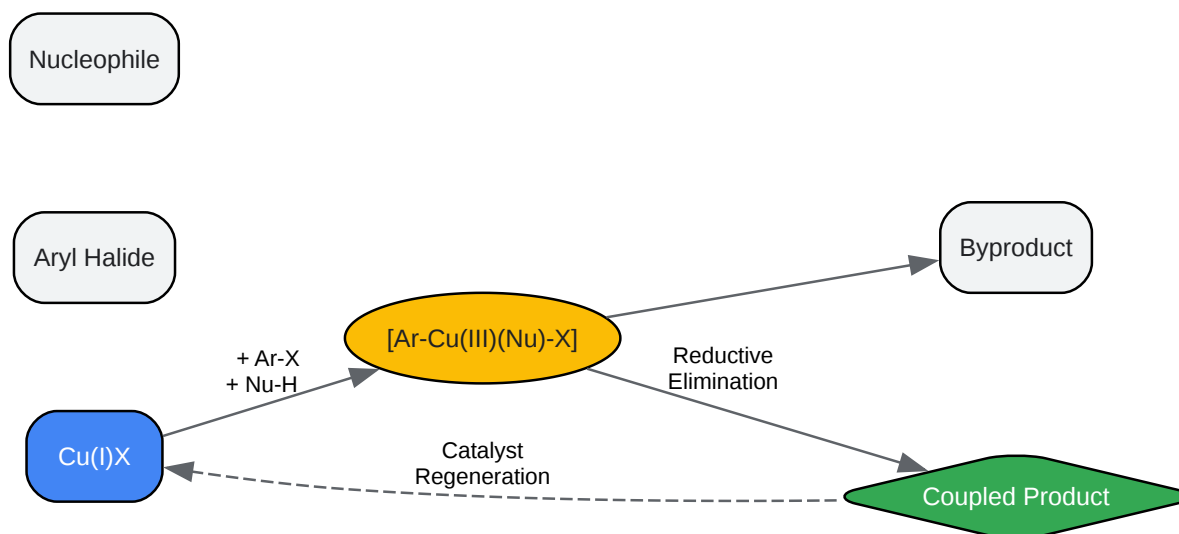 Nucleophile
Aryl Halide
Byproduct
[Ar-Cu(III)(Nu)-X]
+ Ar-X
+ Nu-H
Reductive
Elimination
Cu(I)X
Catalyst
Regeneration
Coupled Product